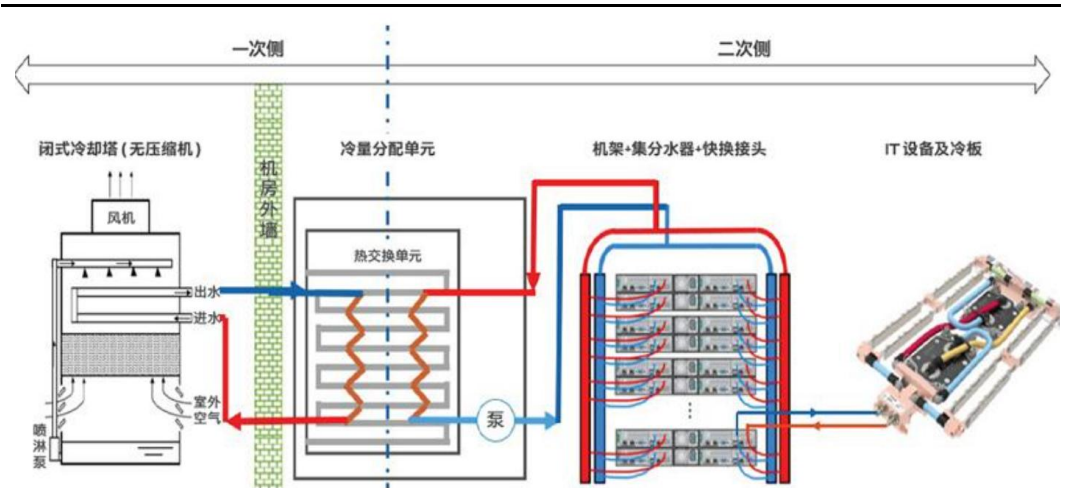 一次侧
二次侧
闭式冷却塔(无压缩机)
冷量分配单元
机架+集分水器+快换接头
IT设备及冷板
机房外墙
风机
热交换单元
出水
进水
泵
室外
空气
喷淋泵